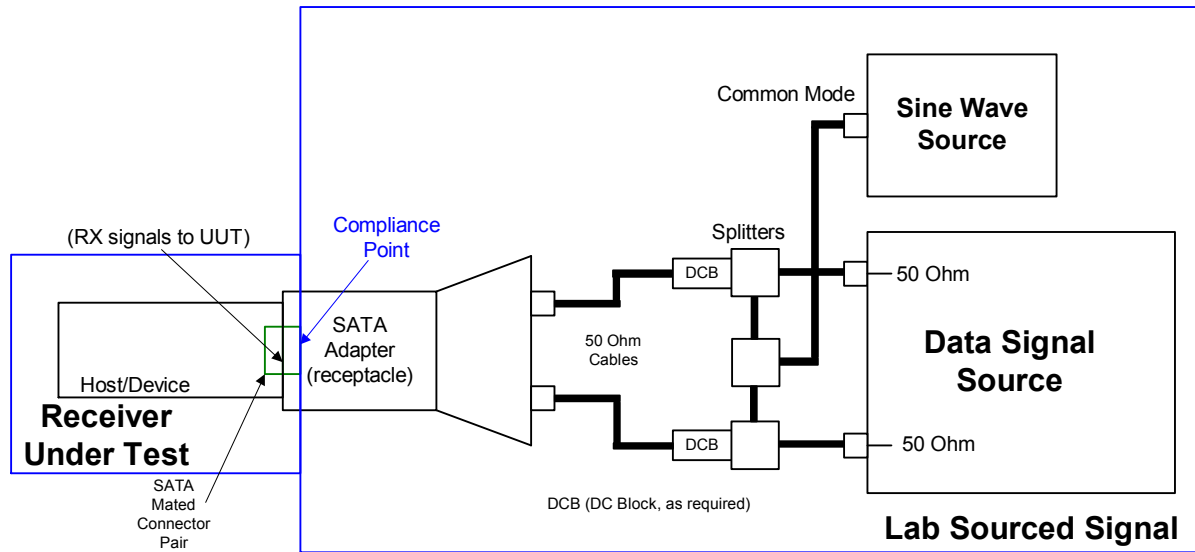 Common Mode
Sine Wave
Source
(RX signals to UUT)
Compliance
Point
Splitters
DCB
50 Ohm
SATA
Adapter
(receptacle)
50 Ohm
Cables
Data Signal
Source
Host/Device
Receiver
Under Test
DCB
50 Ohm
SATA
Mated
Connector
Pair
DCB (DC Block, as required)
Lab Sourced Signal